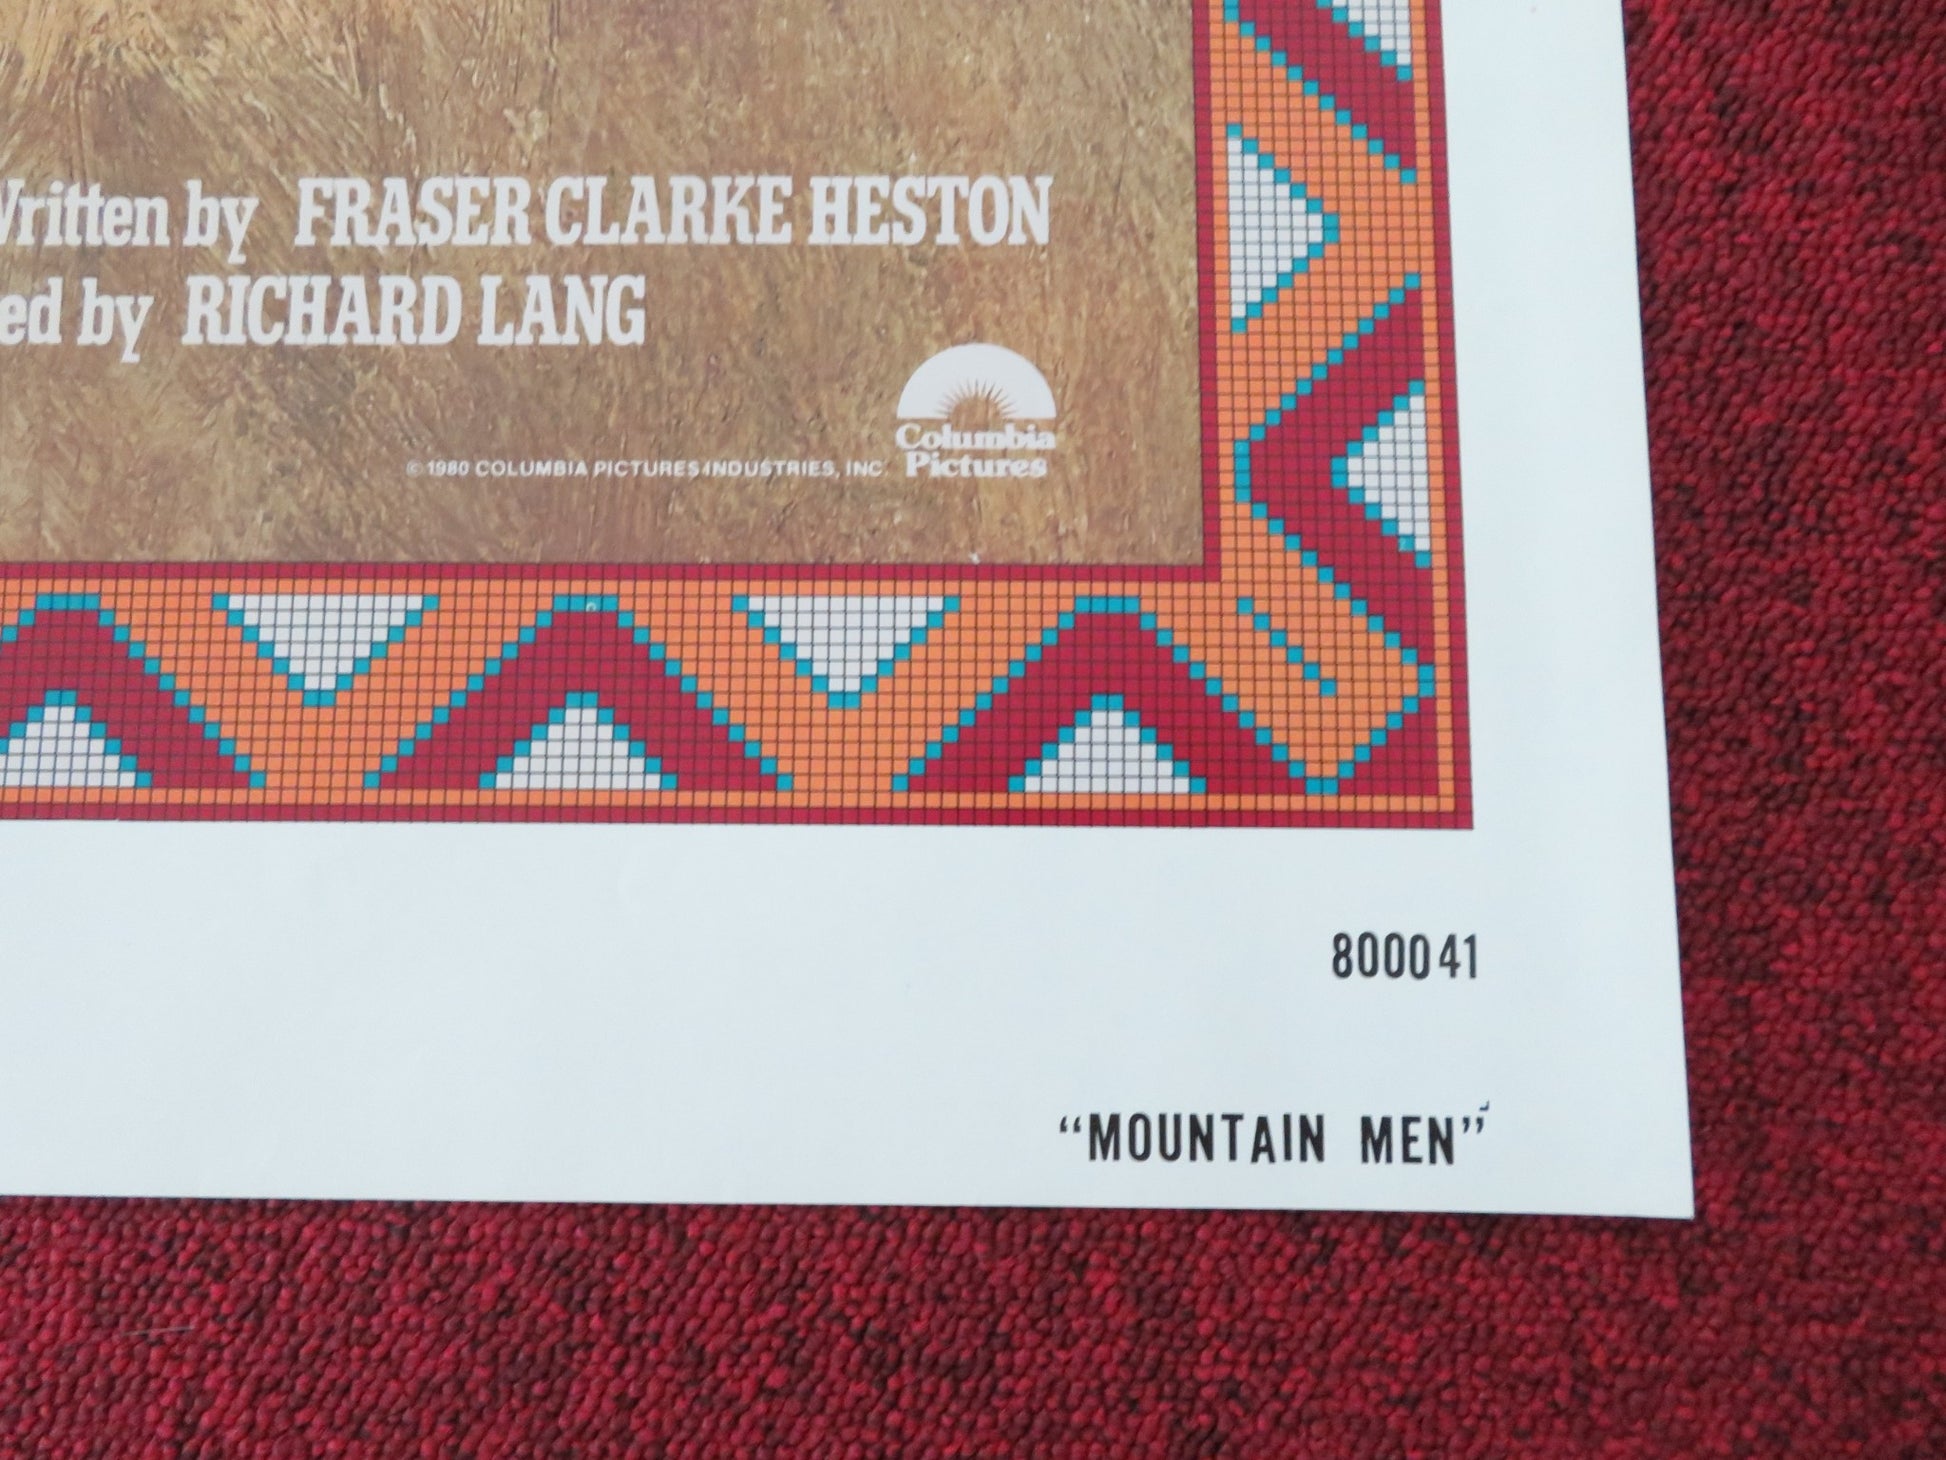 Written by FRASER CLARKE HESTON
ed by RICHARD LANG
© 1980 COLUMBIA PICTURES INDUSTRIES, INC.
Columbia
Pictures
800041
“MOUNTAIN MEN”